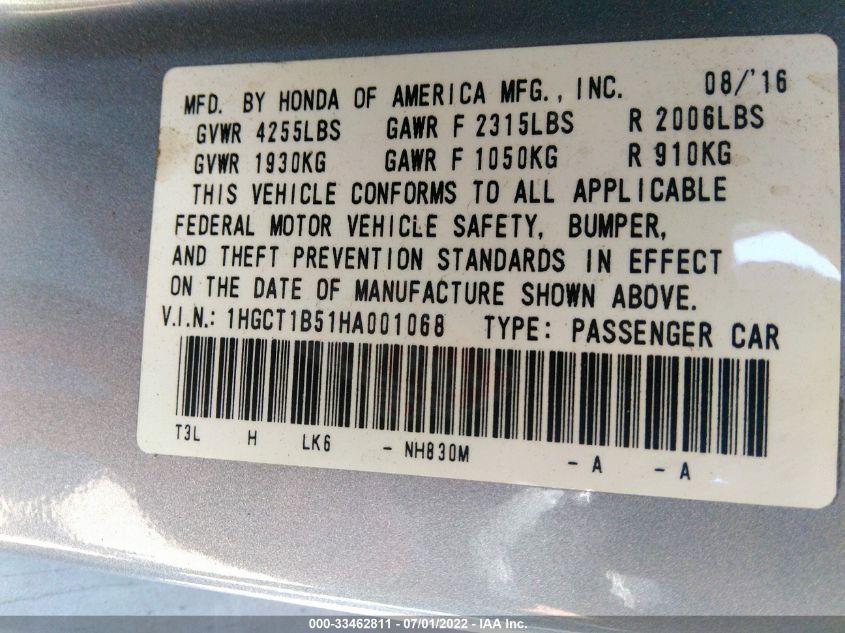 MFD. BY HONDA OF AMERICA MFG., INC. 08/'16
GVWR 4255LBS GAWR F 2315LBS R 2006LBS
GVWR 1930KG GAWR F 1050KG R 910KG
THIS VEHICLE CONFORMS TO ALL APPLICABLE
FEDERAL MOTOR VEHICLE SAFETY, BUMPER,
AND THEFT PREVENTION STANDARDS IN EFFECT
ON THE DATE OF MANUFACTURE SHOWN ABOVE.
V.I.N.: 1HGCT1B51HA001068 TYPE: PASSENGER CAR
T3L H LK6 - NH830M - A - A
000-33462811 - 07/01/2022 - IAA Inc.